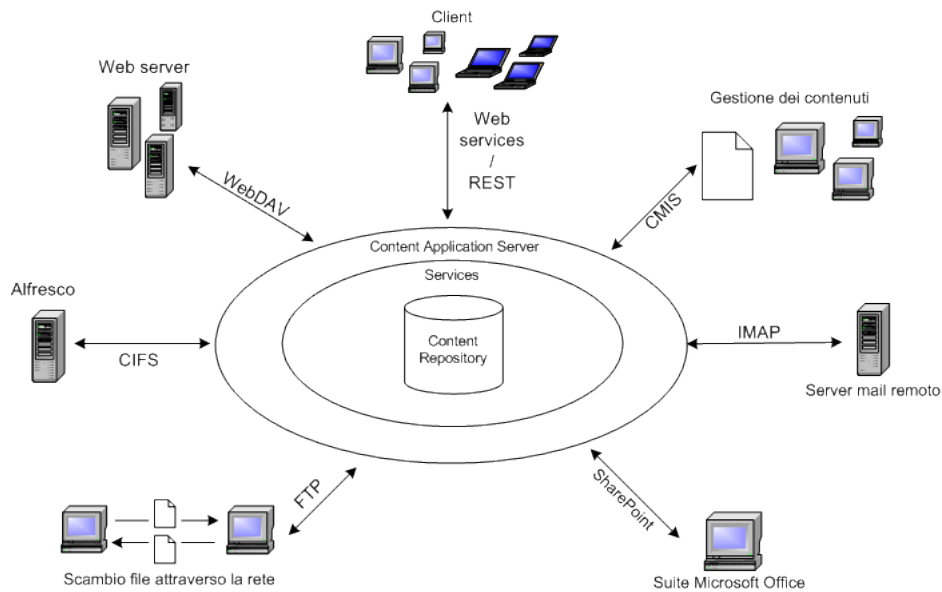 Client
Web server
Web
services
/
REST
Gestione dei contenuti
WebDAV
CMIS
Content Application Server
Services
Content
Repository
Alfresco
CIFS
IMAP
Server mail remoto
FTP
SharePoint
Scambio file attraverso la rete
Suite Microsoft Office